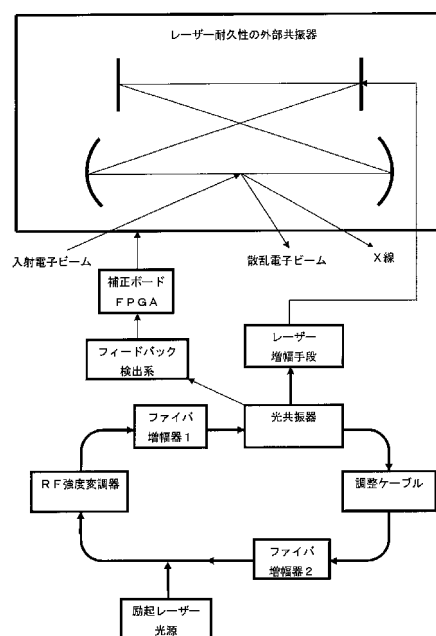 レーザー耐久性の外部共振器
入射電子ビーム
散乱電子ビーム
X線
補正ボード
FPGA
レーザー
増幅手段
フィードバック
検出系
ファイバ
増幅器1
光共振器
RF強度変調器
調整ケーブル
ファイバ
増幅器2
励起レーザー
光源